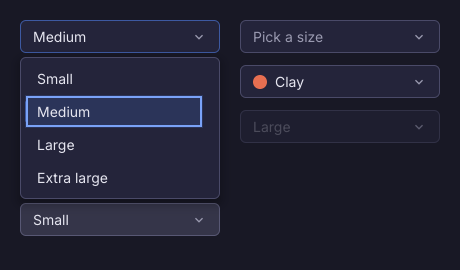 Medium
Small
Medium
Large
Extra large
Small
Pick a size
Clay
Large